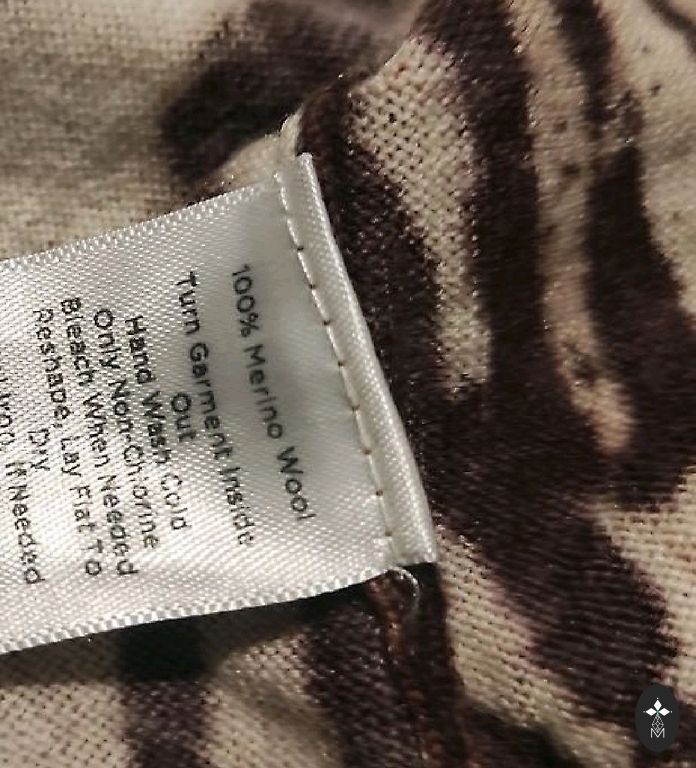 100% Merino Wool
Turn Garment Inside
Out
Hand Wash Cold
Only Non-Chlorine
Bleach When Needed
Reshape, Lay Flat To
Dry
If Needed
M